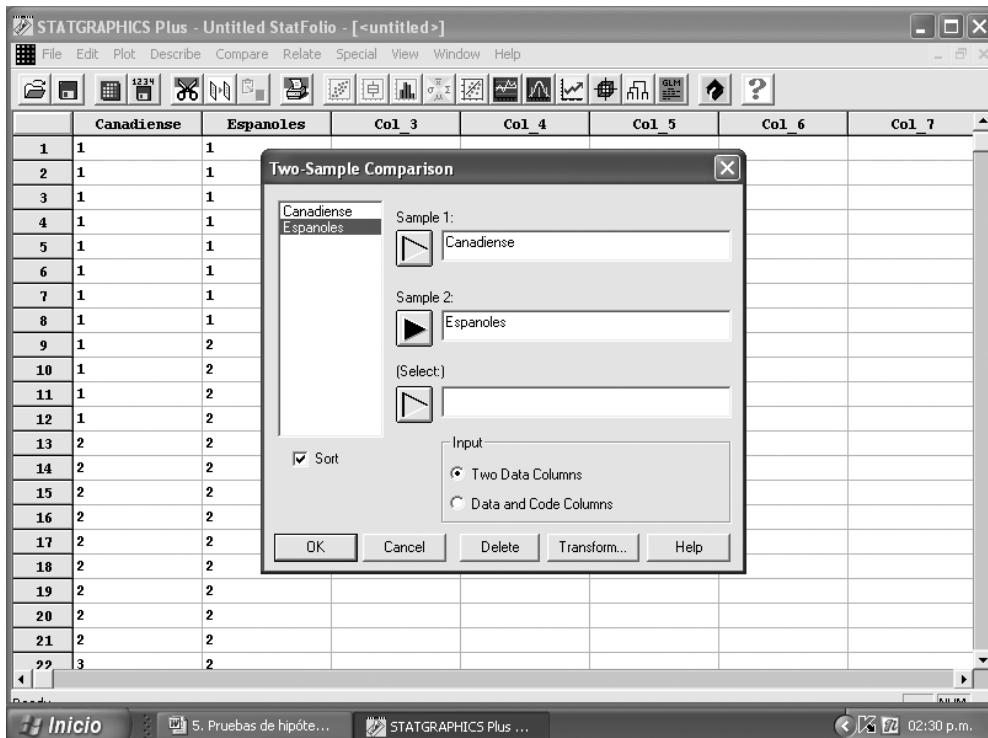 STATGRAPHICS Plus - Untitled StatFolio - [<untitled>]
File Edit Plot Describe Compare Relate Special View Window Help
1234
GLM
Canadiense Espanoles Col_3 Col_4 Col_5 Col_6 Col_7
1 1 1
2 1 1
3 1 1
4 1 1
5 1 1
6 1 1
7 1 1
8 1 1
9 1 2
10 1 2
11 1 2
12 1 2
13 2 2
14 2 2
15 2 2
16 2 2
17 2 2
18 2 2
19 2 2
20 2 2
21 2 2
22 3 2
Two-Sample Comparison
Canadiense
Espanoles
Sort
Sample 1:
Canadiense
Sample 2:
Espanoles
(Select:)
Input
Two Data Columns
Data and Code Columns
OK Cancel Delete Transform... Help
Inicio 5. Pruebas de hipóte... STATGRAPHICS Plus ... 02:30 p.m.